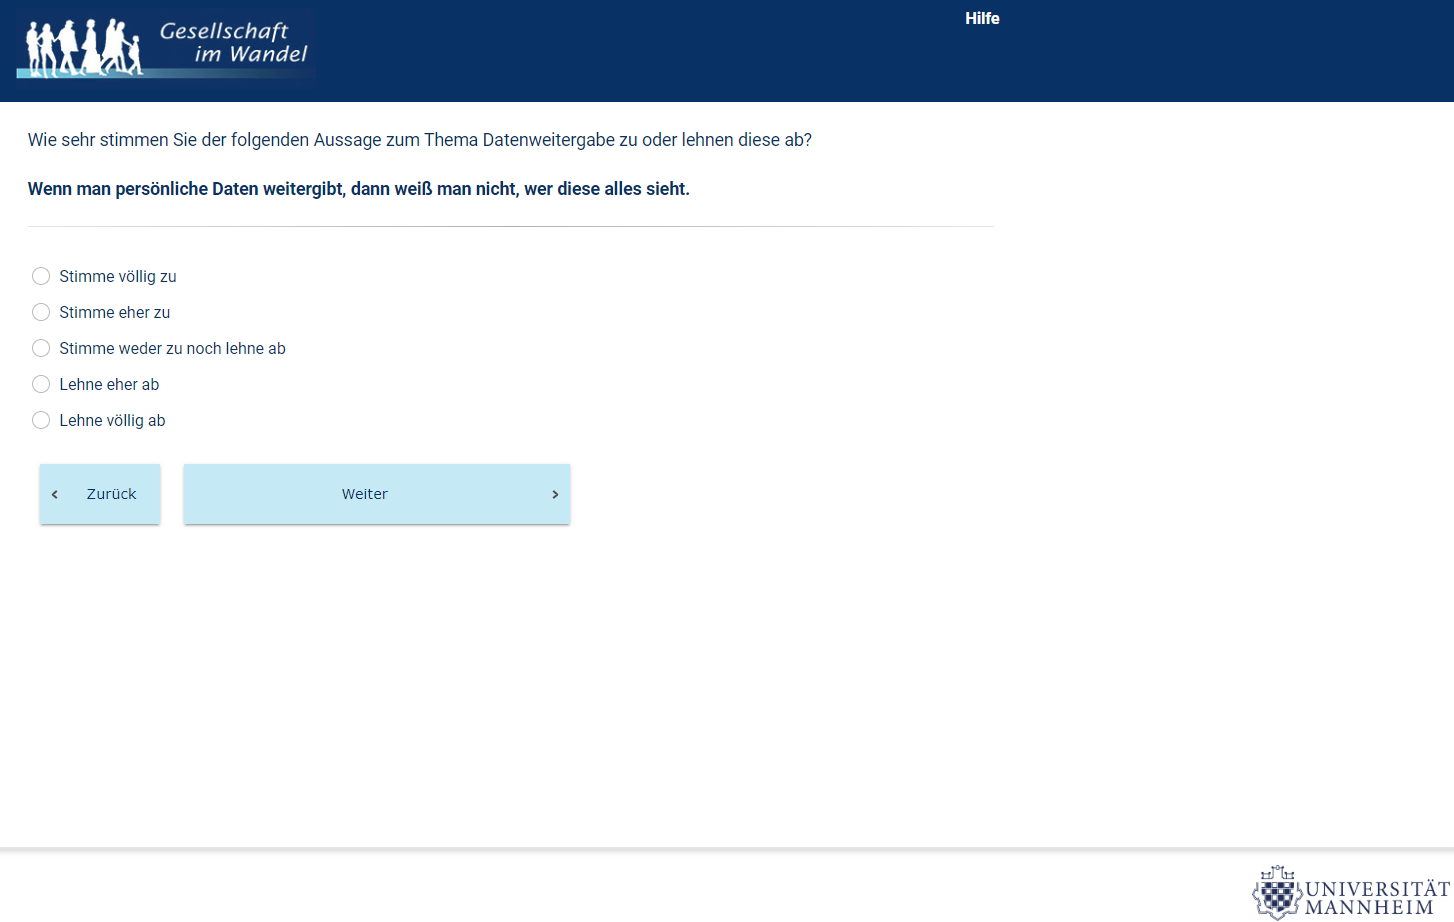 Gesellschaft
im Wandel
Hilfe
Wie sehr stimmen Sie der folgenden Aussage zum Thema Datenweitergabe zu oder lehnen diese ab?
Wenn man persönliche Daten weitergibt, dann weiß man nicht, wer diese alles sieht.
Stimme völlig zu
Stimme eher zu
Stimme weder zu noch lehne ab
Lehne eher ab
Lehne völlig ab
‹ Zurück
Weiter ›
UNIVERSITÄT
MANNHEIM